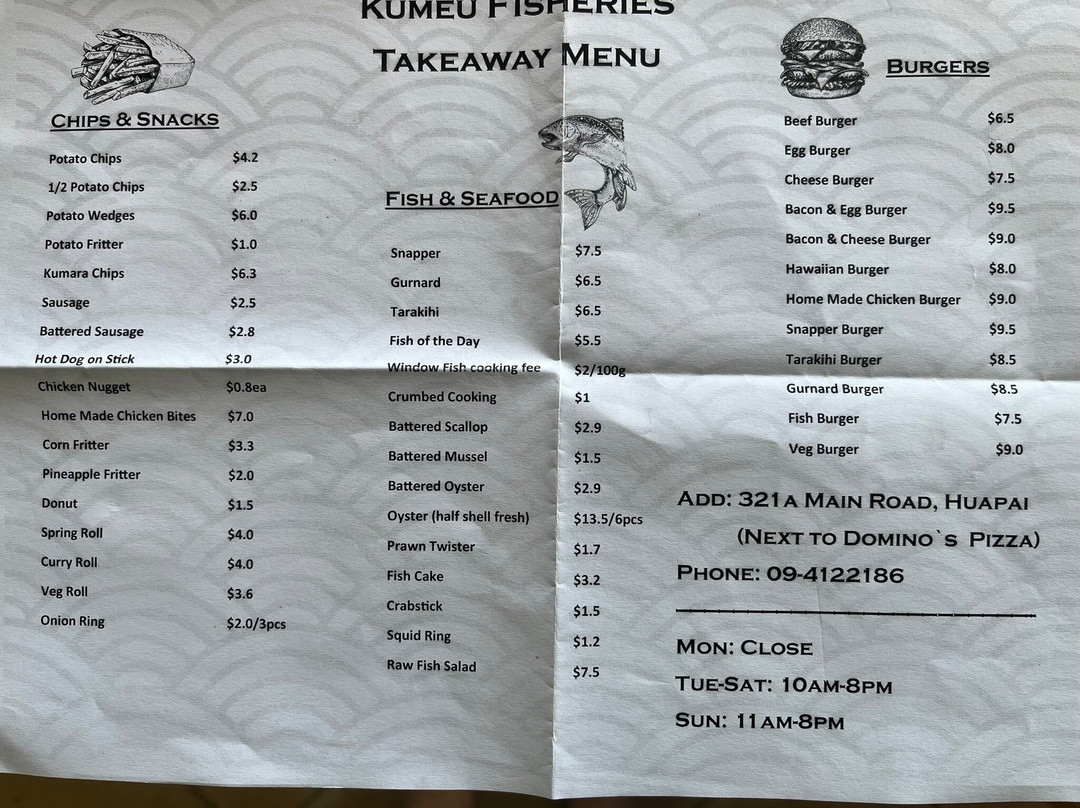 KUMEU FISHERIES
TAKEAWAY MENU
CHIPS & SNACKS
Potato Chips $4.2
1/2 Potato Chips $2.5
Potato Wedges $6.0
Potato Fritter $1.0
Kumara Chips $6.3
Sausage $2.5
Battered Sausage $2.8
Hot Dog on Stick $3.0
Chicken Nugget $0.8ea
Home Made Chicken Bites $7.0
Corn Fritter $3.3
Pineapple Fritter $2.0
Donut $1.5
Spring Roll $4.0
Curry Roll $4.0
Veg Roll $3.6
Onion Ring $2.0/3pcs
FISH & SEAFOOD
Snapper $7.5
Gurnard $6.5
Tarakihi $6.5
Fish of the Day $5.5
Window Fish cooking fee $2/100g
Crumbed Cooking $1
Battered Scallop $2.9
Battered Mussel $1.5
Battered Oyster $2.9
Oyster (half shell fresh) $13.5/6pcs
Prawn Twister $1.7
Fish Cake $3.2
Crabstick $1.5
Squid Ring $1.2
Raw Fish Salad $7.5
BURGERS
Beef Burger $6.5
Egg Burger $8.0
Cheese Burger $7.5
Bacon & Egg Burger $9.5
Bacon & Cheese Burger $9.0
Hawaiian Burger $8.0
Home Made Chicken Burger $9.0
Snapper Burger $9.5
Tarakihi Burger $8.5
Gurnard Burger $8.5
Fish Burger $7.5
Veg Burger $9.0
ADD: 321A MAIN ROAD, HUAPAI
(NEXT TO DOMINO`S PIZZA)
PHONE: 09-4122186
MON: CLOSE
TUE-SAT: 10AM-8PM
SUN: 11AM-8PM